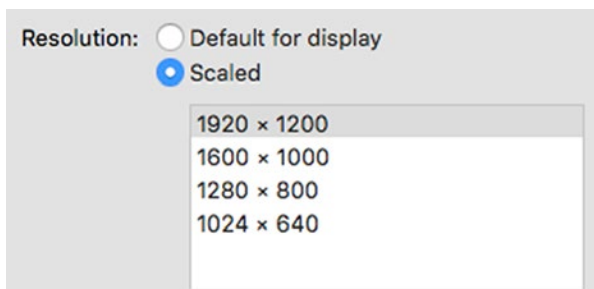 Resolution: Default for display
Scaled
1920 × 1200
1600 × 1000
1280 × 800
1024 × 640